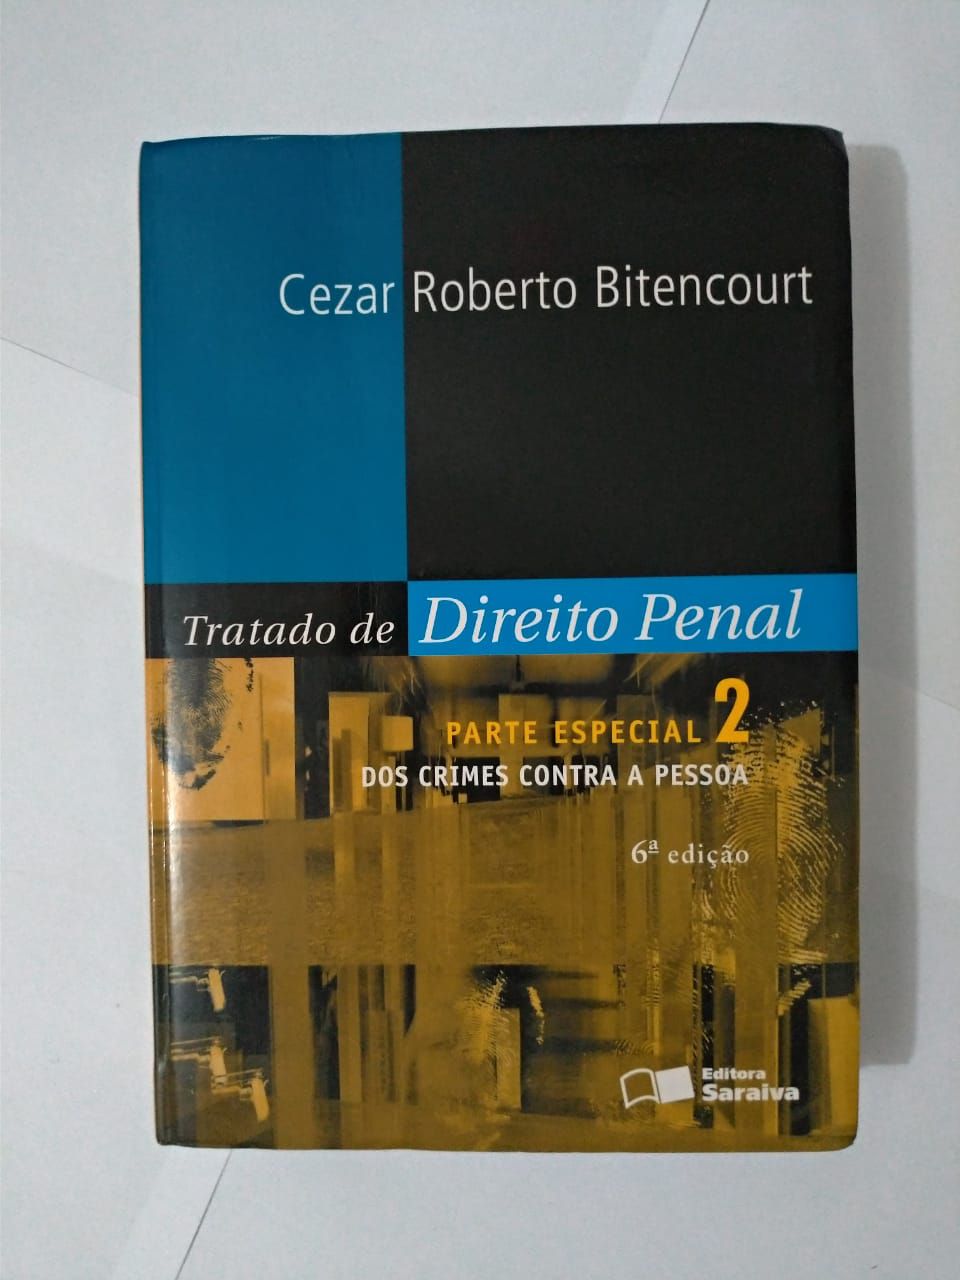 Cezar Roberto Bitencourt
Tratado de Direito Penal
PARTE ESPECIAL 2
DOS CRIMES CONTRA A PESSOA
6ª edição
Editora
Saraiva